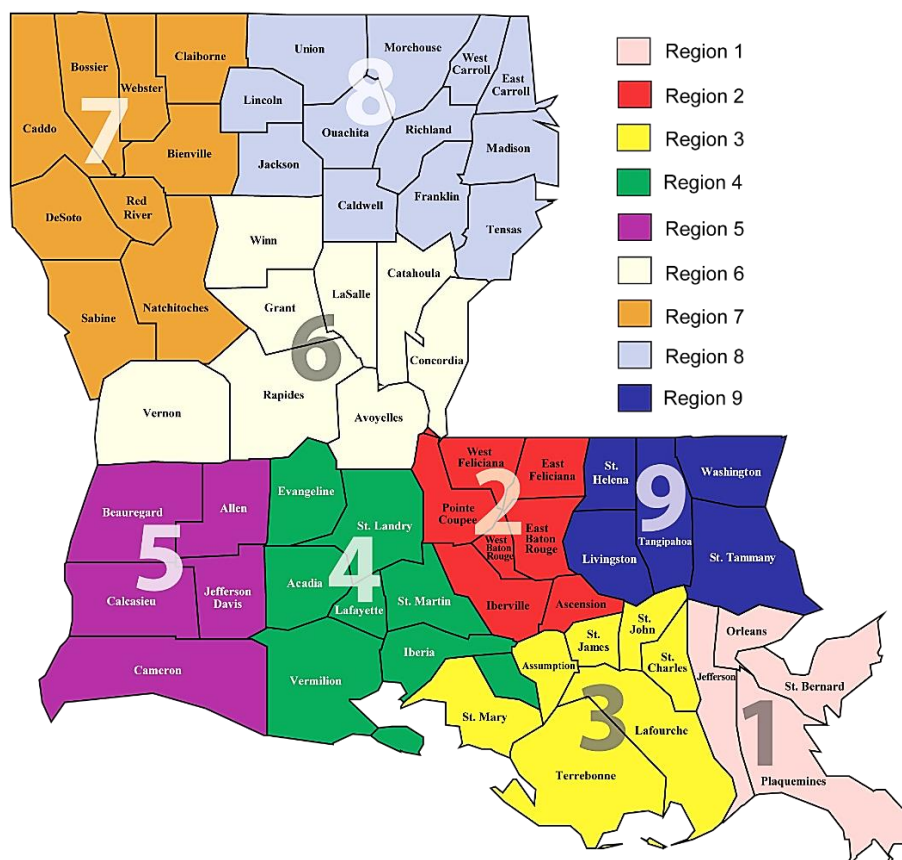 Union
Morehouse
West
Carroll
East
Carroll
Claiborne
Bossier
Webster
Lincoln
8
Caddo
7
Ouachita
Richland
Madison
Bienville
Jackson
Caldwell
Franklin
Red
River
DeSoto
Tensas
Winn
Catahoula
LaSalle
Grant
Natchitoches
Sabine
6
Concordia
Rapides
Vernon
Avoyelles
West
Feliciana
East
Feliciana
St.
Helena
Washington
Evangeline
Beauregard
Allen
Pointe
Coupee
2
9
St. Landry
East
Baton
Rouge
West
Baton
Rouge
Tangipahoa
Livingston
St. Tammany
5
4
Acadia
Jefferson
Davis
Calcasieu
Lafayette
St. Martin
Iberville
Ascension
St.
James
St.
John
Orleans
Iberia
Assumption
St.
Charles
Jefferson
Cameron
Vermilion
St. Bernard
St. Mary
3
Lafourche
1
Terrebonne
Plaquemines
Region 1
Region 2
Region 3
Region 4
Region 5
Region 6
Region 7
Region 8
Region 9